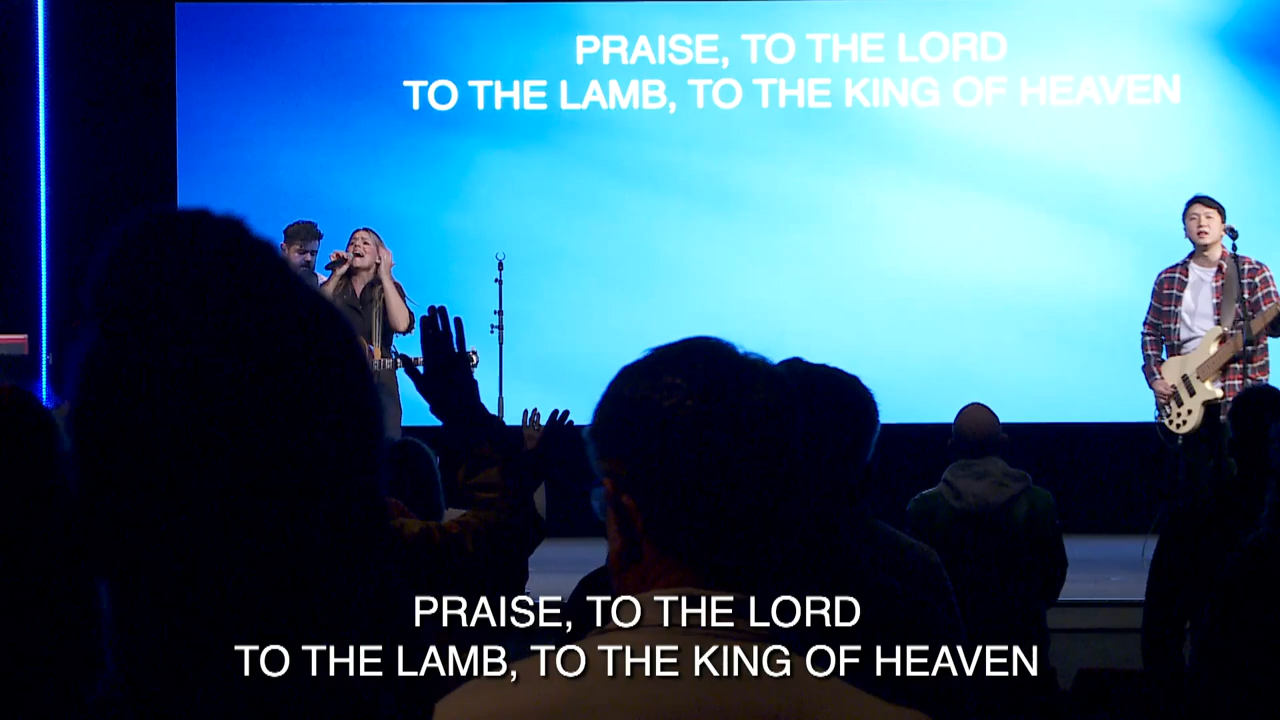 PRAISE, TO THE LORD
TO THE LAMB, TO THE KING OF HEAVEN
PRAISE, TO THE LORD
TO THE LAMB, TO THE KING OF HEAVEN